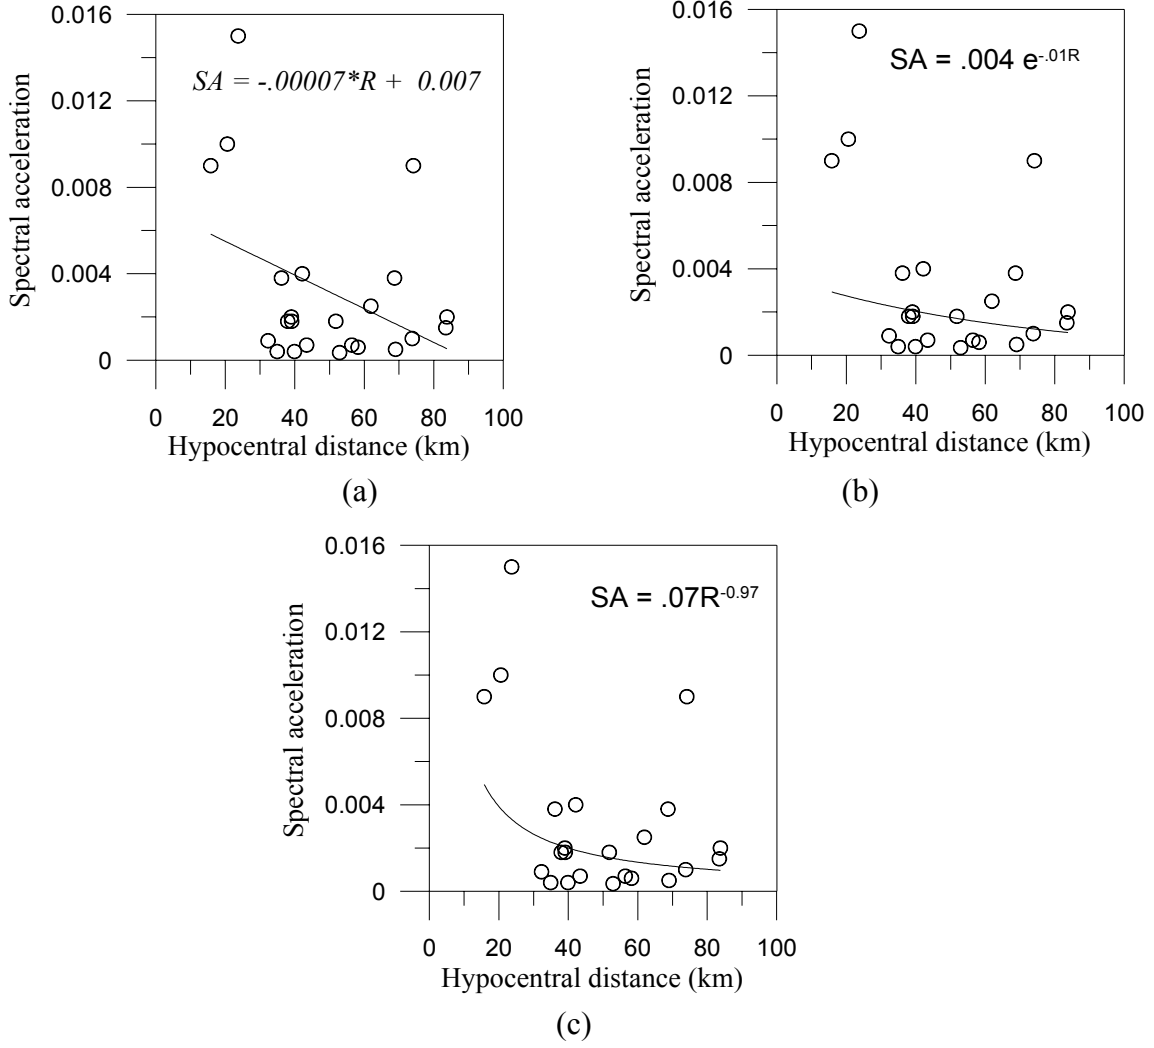 0.016
0.012
0.008
0.004
0
Spectral acceleration
SA = -.00007*R + 0.007
0 20 40 60 80 100
Hypocentral distance (km)
(a)
0.016
0.012
0.008
0.004
0
Spectral acceleration
SA = .004 e-.01R
0 20 40 60 80 100
Hypocentral distance (km)
(b)
0.016
0.012
0.008
0.004
0
Spectral acceleration
SA = .07R-0.97
0 20 40 60 80 100
Hypocentral distance (km)
(c)